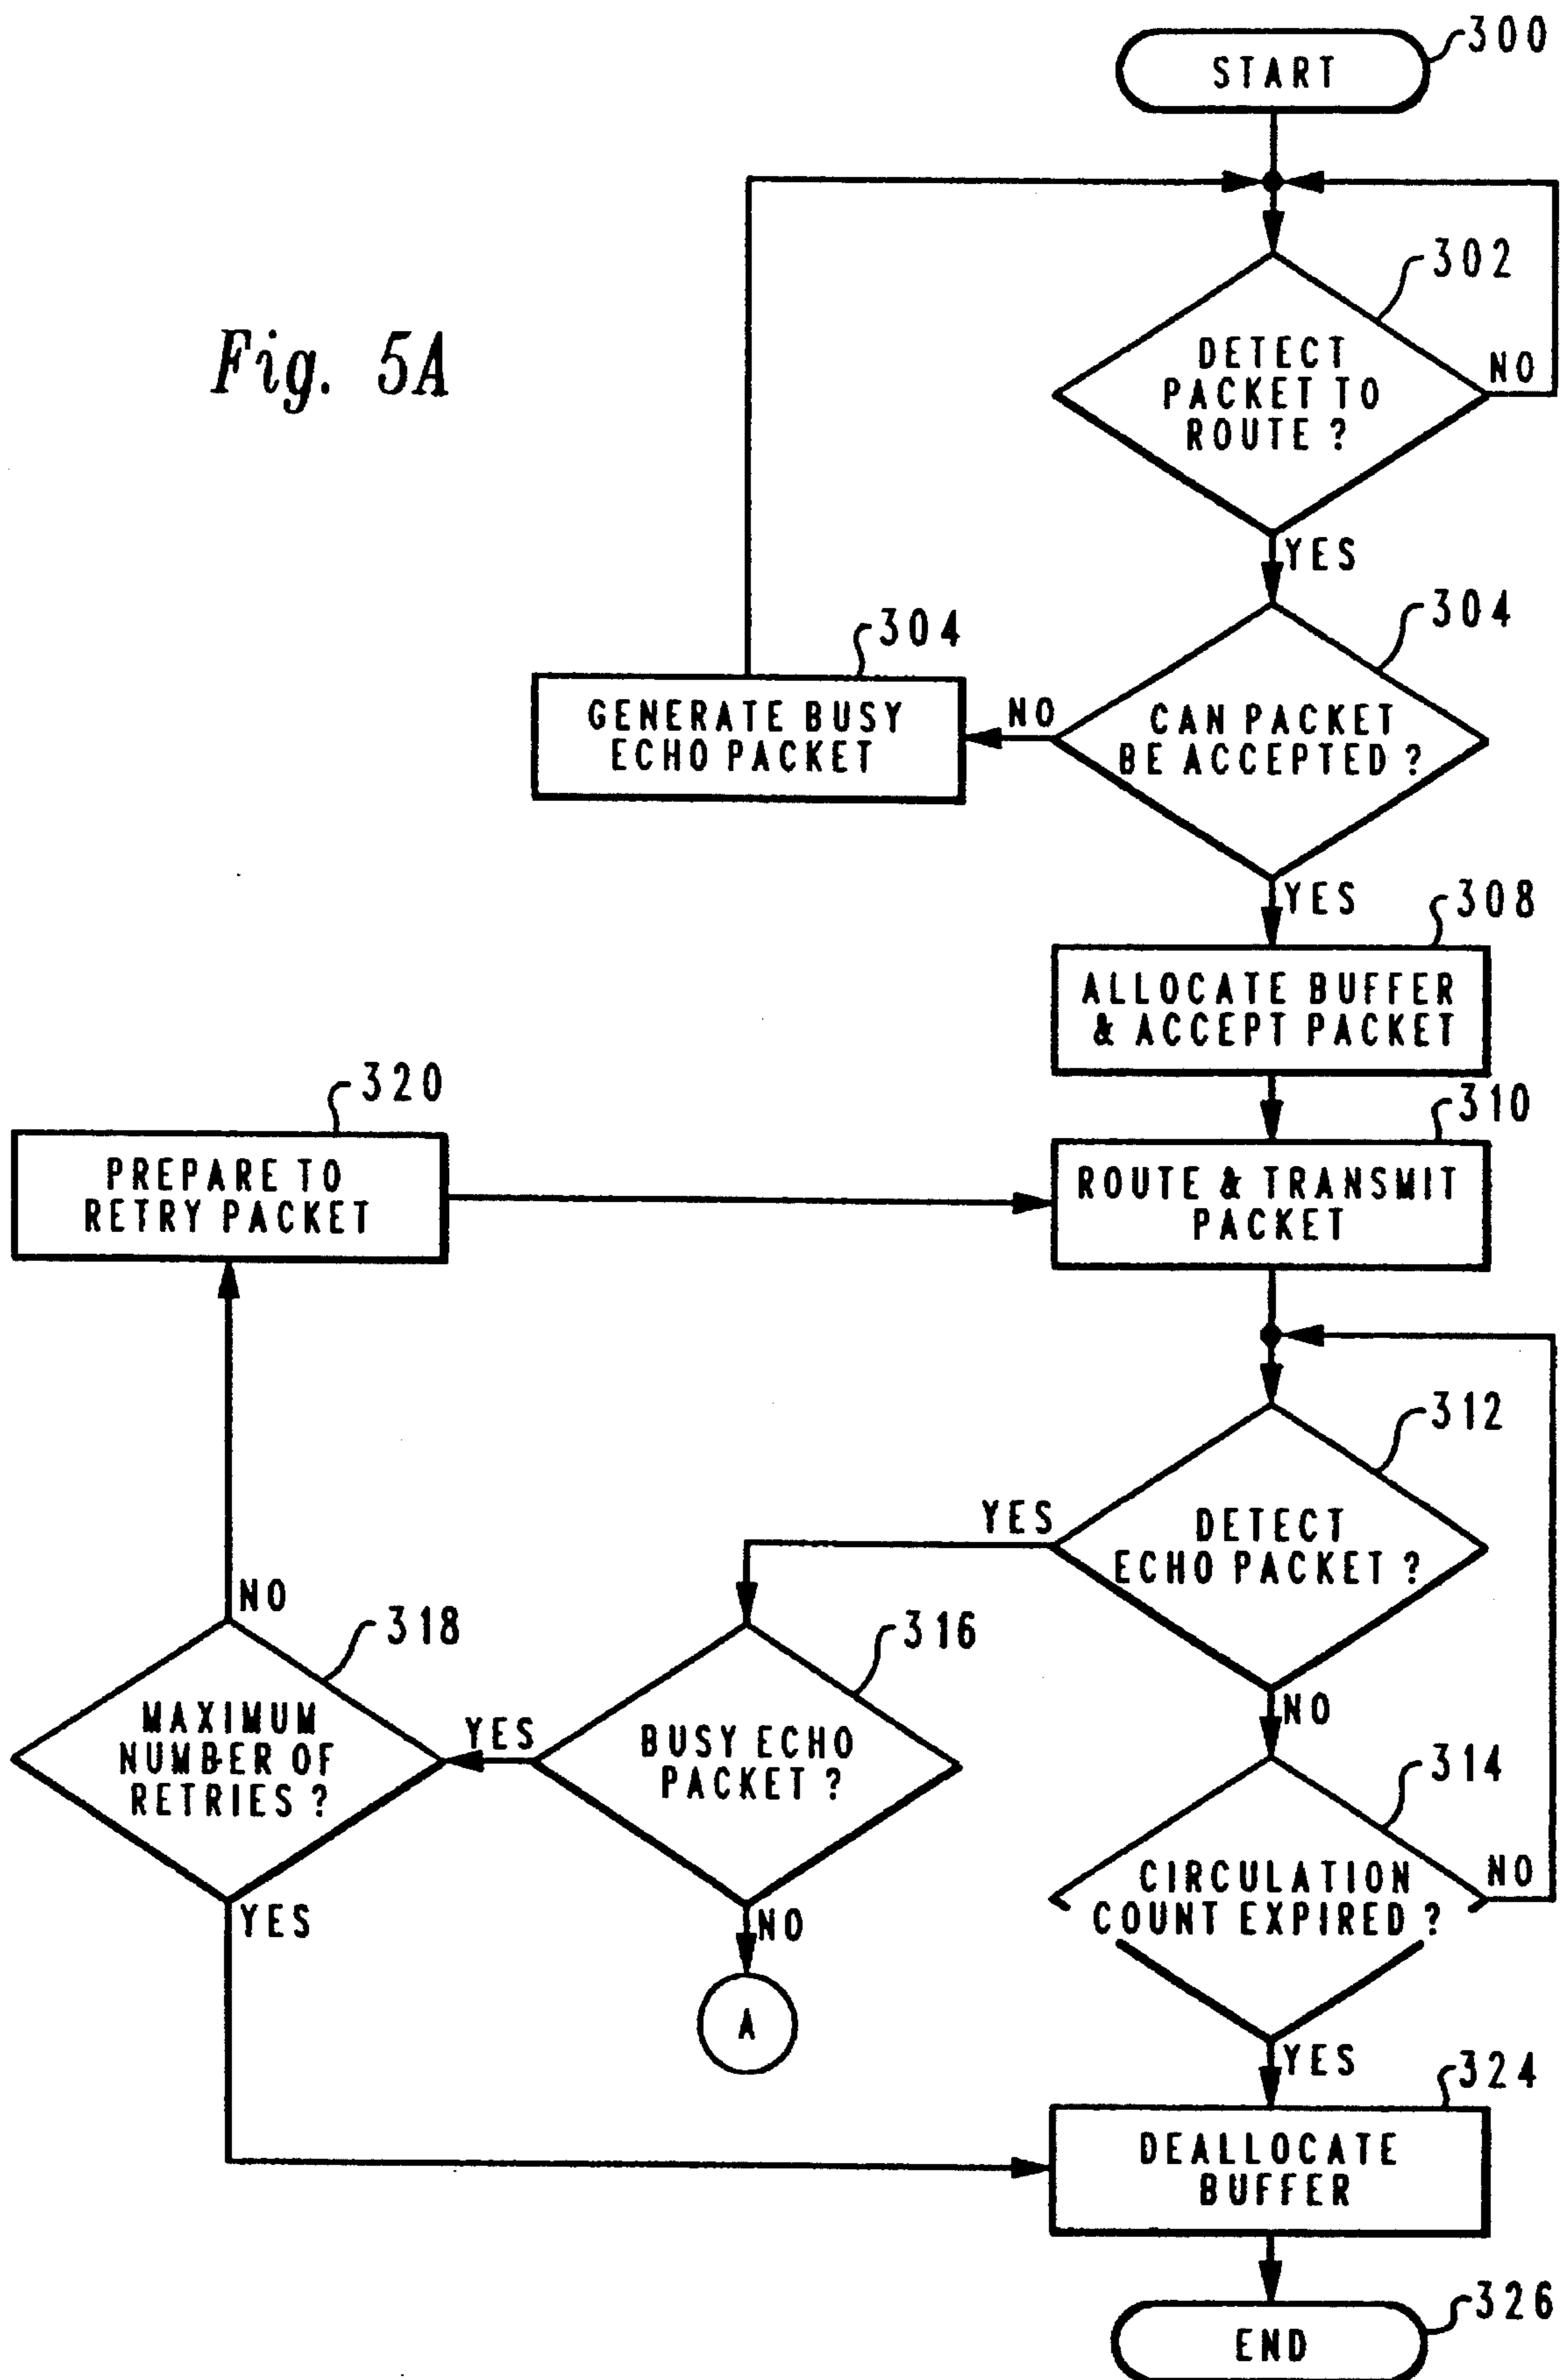 300
START
Fig. 5A
302
DETECT
PACKET TO
ROUTE ?
NO
YES
304
304
GENERATE BUSY
ECHO PACKET
NO
CAN PACKET
BE ACCEPTED ?
YES
308
ALLOCATE BUFFER
& ACCEPT PACKET
320
PREPARE TO
RETRY PACKET
310
ROUTE & TRANSMIT
PACKET
312
YES
DETECT
ECHO PACKET ?
NO
NO
318
MAXIMUM
NUMBER OF
RETRIES ?
YES
316
BUSY ECHO
PACKET ?
314
CIRCULATION
COUNT EXPIRED ?
NO
YES
NO
A
YES
324
DEALLOCATE
BUFFER
326
END